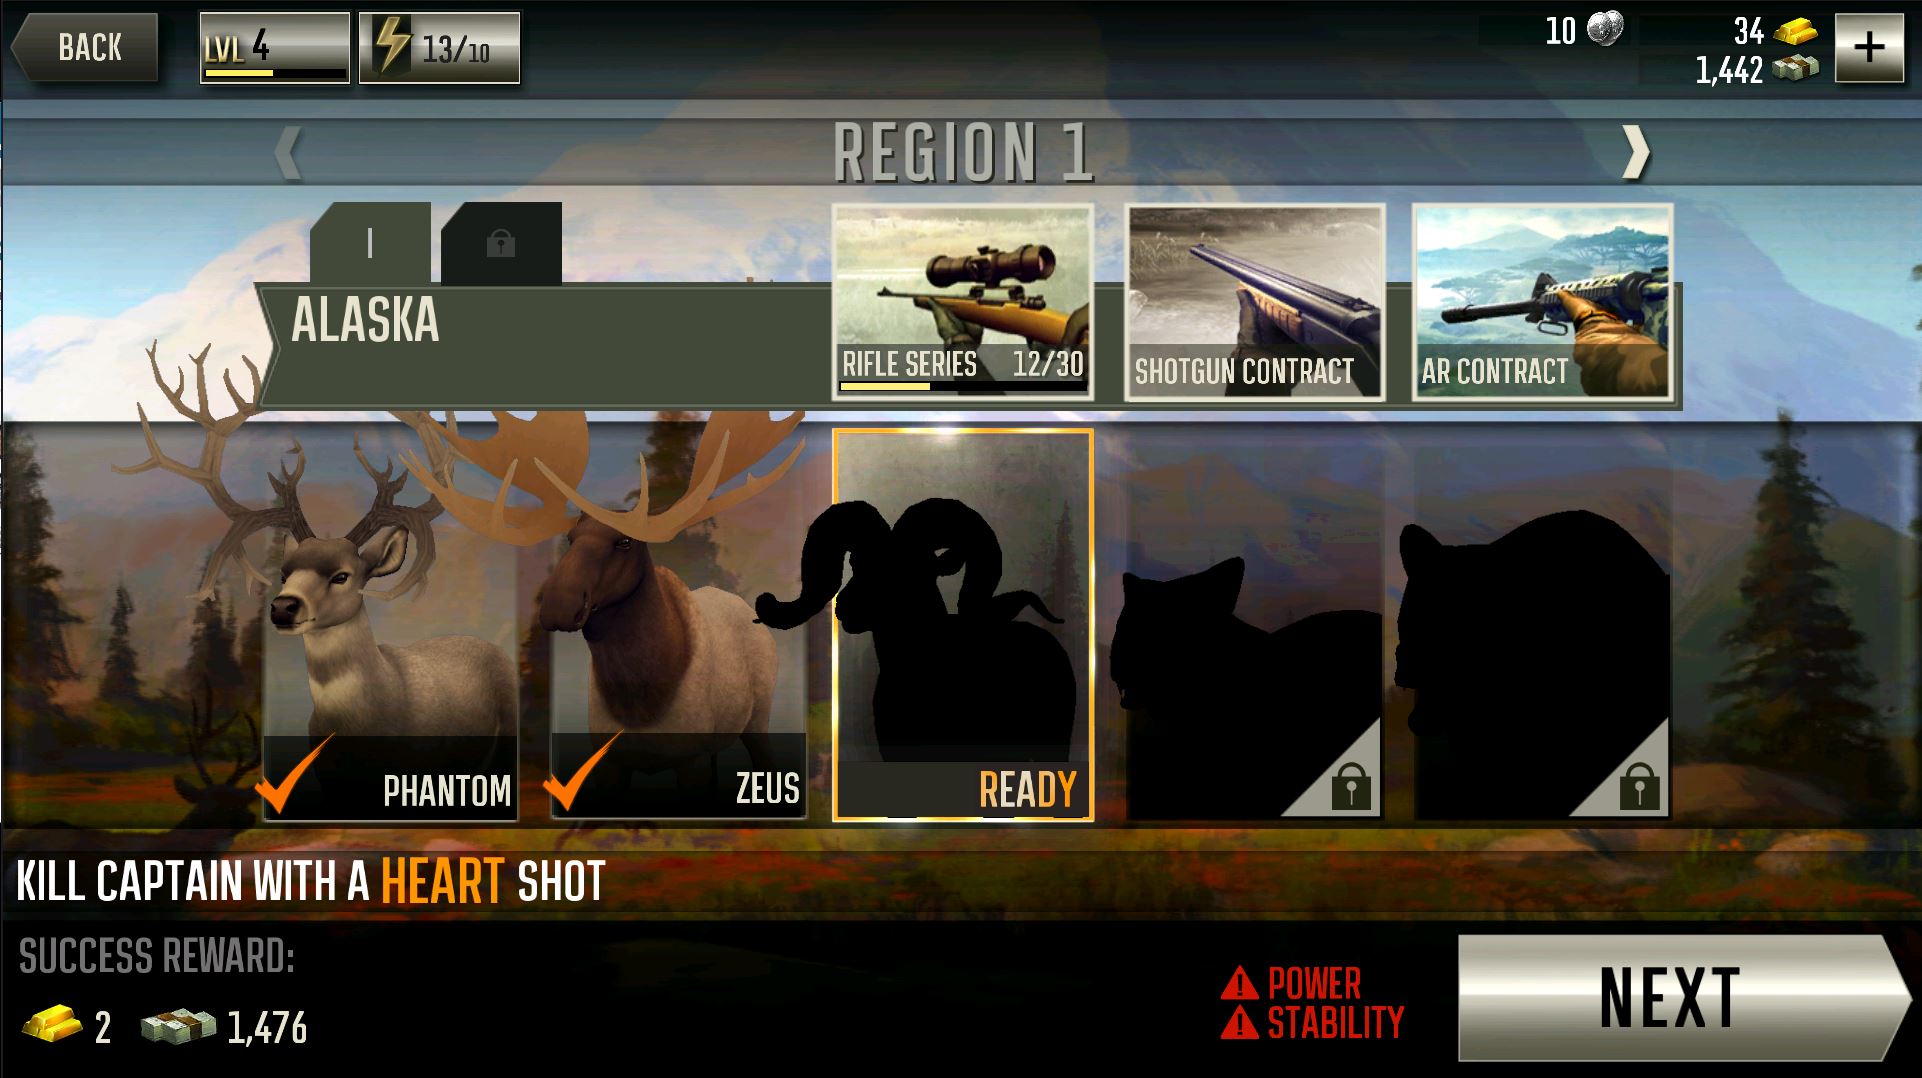 BACK
LVL 4
13/10
10
34
1,442
+
REGION 1
I
ALASKA
RIFLE SERIES 12/30
SHOTGUN CONTRACT
AR CONTRACT
PHANTOM
ZEUS
READY
KILL CAPTAIN WITH A HEART SHOT
SUCCESS REWARD:
2
1,476
POWER
STABILITY
NEXT